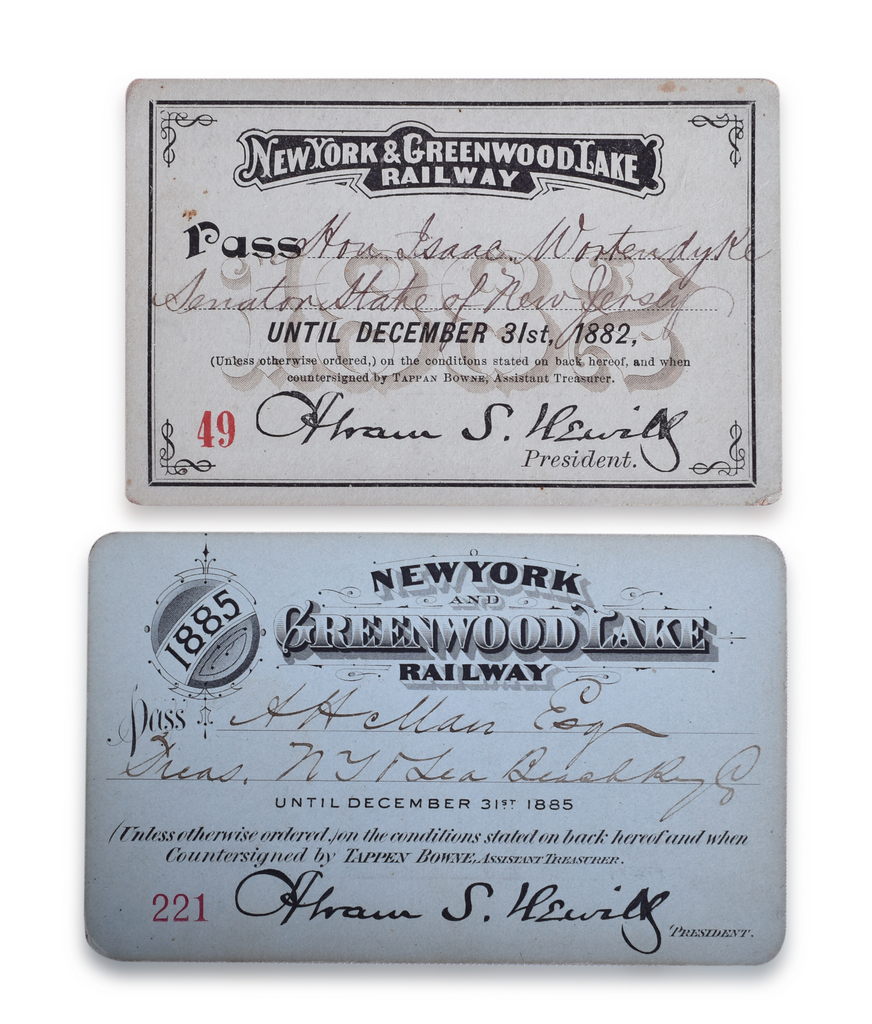 NEW YORK & GREENWOOD LAKE
RAILWAY
Pass Hon. Isaac Wortendyke
Senator State of New Jersey
1882
UNTIL DECEMBER 31st, 1882,
(Unless otherwise ordered,) on the conditions stated on back hereof, and when
countersigned by TAPPAN BOWNE, Assistant Treasurer.
49
Abram S. Hewitt
President.
1885
NEW YORK
AND
GREENWOOD LAKE
RAILWAY
Pass A H Man Esq
Treas. N Y & Sea Beach Ry Co
UNTIL DECEMBER 31ST 1885
(Unless otherwise ordered,) on the conditions stated on back hereof and when
Countersigned by TAPPEN BOWNE, ASSISTANT TREASURER.
221
Abram S. Hewitt
PRESIDENT.